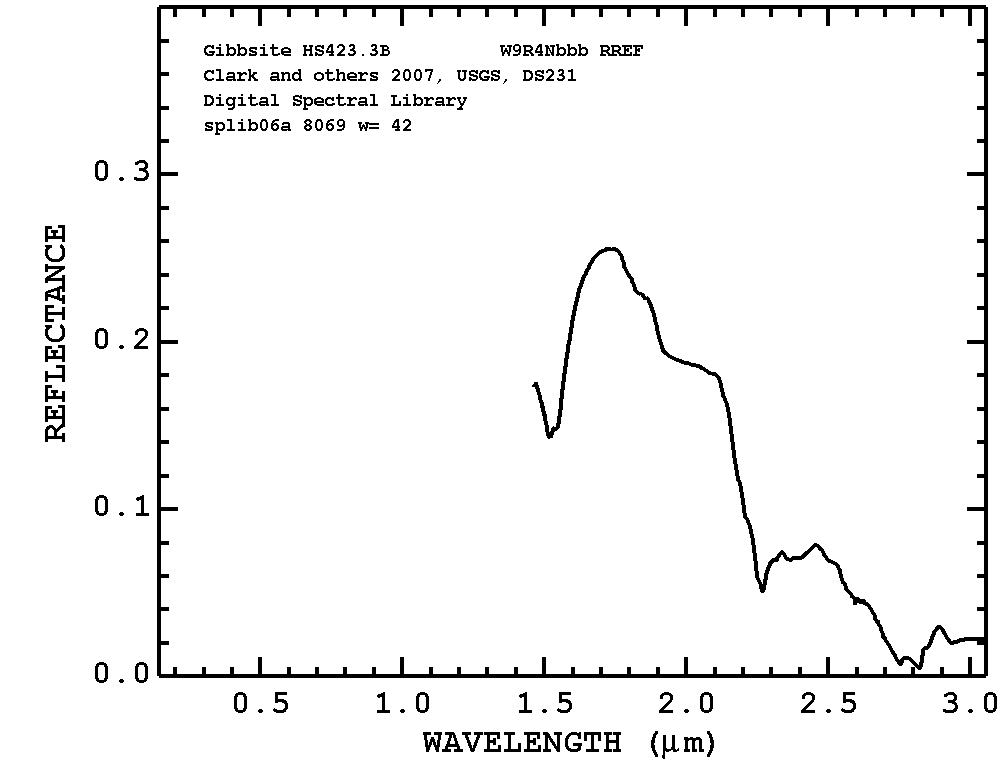 Gibbsite HS423.3B W9R4Nbbb RREF
Clark and others 2007, USGS, DS231
Digital Spectral Library
splib06a 8069 w= 42
0.3
0.2
0.1
0.0
REFLECTANCE
0.5 1.0 1.5 2.0 2.5 3.0
WAVELENGTH (μm)